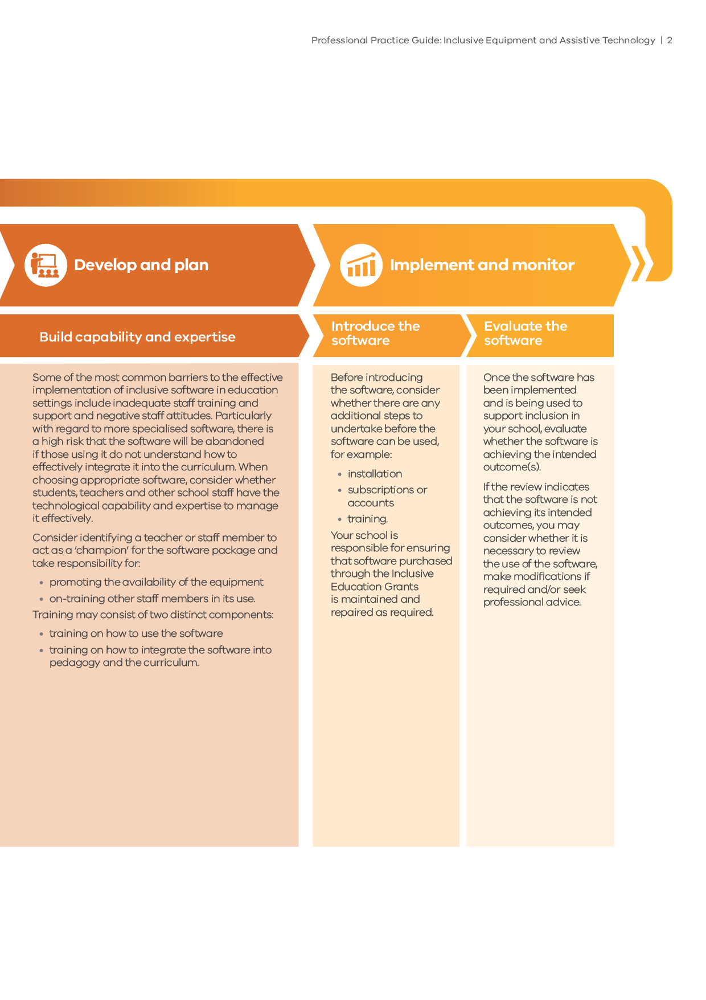 Professional Practice Guide: Inclusive Equipment and Assistive Technology | 2
Develop and plan
Implement and monitor
Build capability and expertise
Some of the most common barriers to the effective
implementation of inclusive software in education
settings include inadequate staff training and
support and negative staff attitudes. Particularly
with regard to more specialised software, there is
a high risk that the software will be abandoned
if those using it do not understand how to
effectively integrate it into the curriculum. When
choosing appropriate software, consider whether
students, teachers and other school staff have the
technological capability and expertise to manage
it effectively.
Consider identifying a teacher or staff member to
act as a ‘champion’ for the software package and
take responsibility for:
• promoting the availability of the equipment
• on-training other staff members in its use.
Training may consist of two distinct components:
• training on how to use the software
• training on how to integrate the software into
pedagogy and the curriculum.
Introduce the
software
Before introducing
the software, consider
whether there are any
additional steps to
undertake before the
software can be used,
for example:
• installation
• subscriptions or
accounts
• training.
Your school is
responsible for ensuring
that software purchased
through the Inclusive
Education Grants
is maintained and
repaired as required.
Evaluate the
software
Once the software has
been implemented
and is being used to
support inclusion in
your school, evaluate
whether the software is
achieving the intended
outcome(s).
If the review indicates
that the software is not
achieving its intended
outcomes, you may
consider whether it is
necessary to review
the use of the software,
make modifications if
required and/or seek
professional advice.